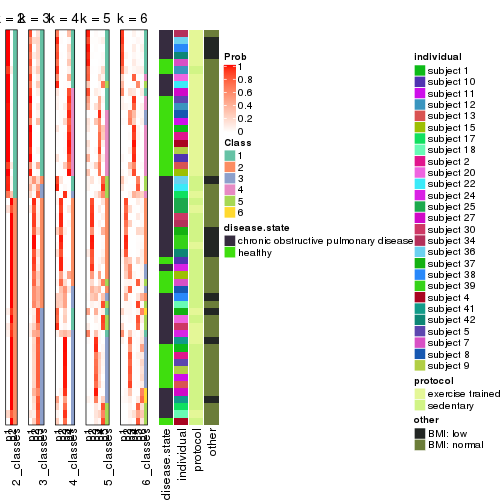 k = 2
k = 3
k = 4
k = 5
k = 6
2_classes
3_classes
4_classes
5_classes
6_classes
disease.state
individual
protocol
other
Prob
1
0.8
0.6
0.4
0.2
0
Class
1
2
3
4
5
6
disease.state
chronic obstructive pulmonary disease
healthy
individual
subject 1
subject 10
subject 11
subject 12
subject 13
subject 15
subject 17
subject 18
subject 2
subject 20
subject 22
subject 24
subject 25
subject 27
subject 30
subject 34
subject 36
subject 37
subject 38
subject 39
subject 4
subject 41
subject 42
subject 5
subject 7
subject 8
subject 9
protocol
exercise trained
sedentary
other
BMI: low
BMI: normal